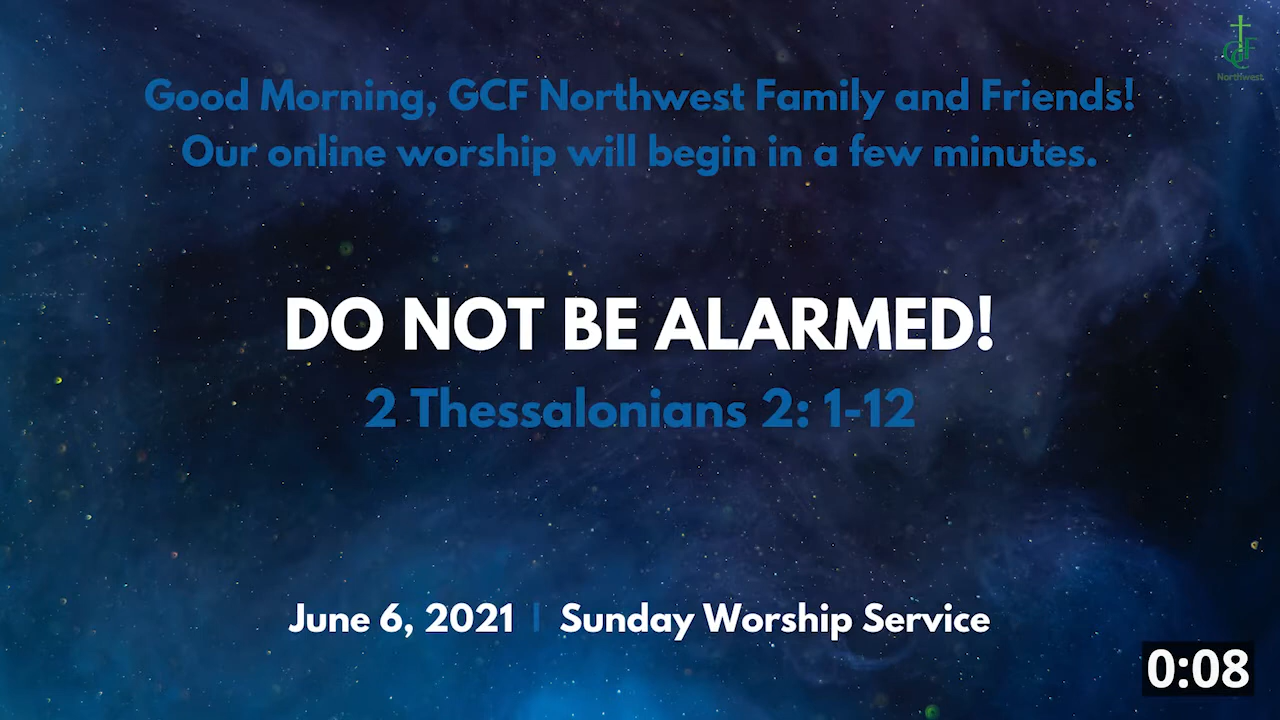 GCF
Northwest
Good Morning, GCF Northwest Family and Friends!
Our online worship will begin in a few minutes.
DO NOT BE ALARMED!
2 Thessalonians 2: 1-12
June 6, 2021 | Sunday Worship Service
0:08